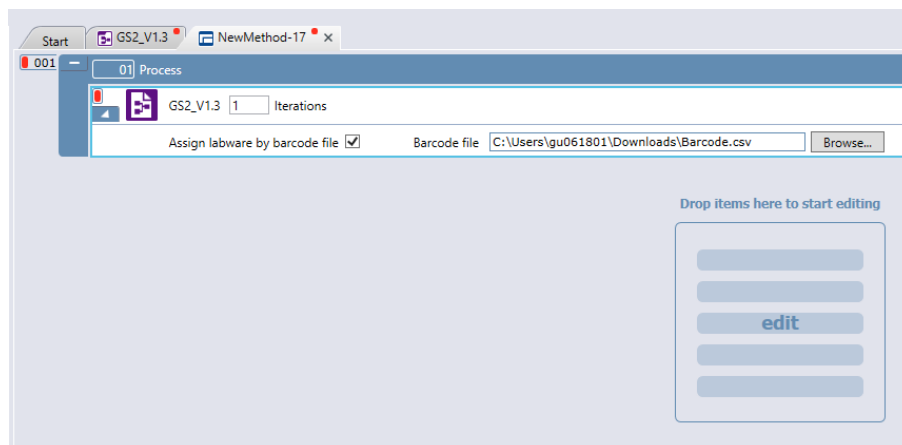 Start GS2_V1.3 NewMethod-17 ×
001 01 Process
GS2_V1.3 1 Iterations
Assign labware by barcode file Barcode file C:\Users\gu061801\Downloads\Barcode.csv Browse...
Drop items here to start editing
edit